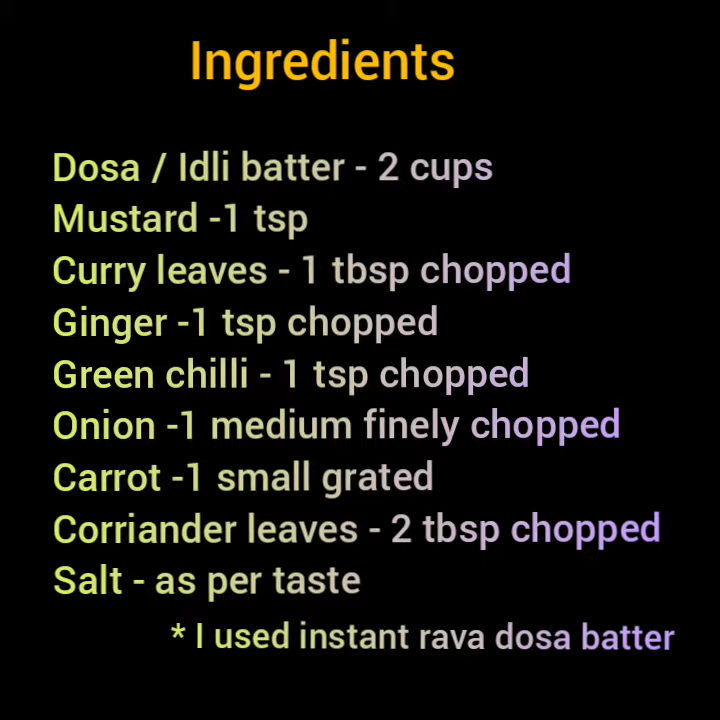 Ingredients
Dosa / Idli batter - 2 cups
Mustard -1 tsp
Curry leaves - 1 tbsp chopped
Ginger -1 tsp chopped
Green chilli - 1 tsp chopped
Onion -1 medium finely chopped
Carrot -1 small grated
Corriander leaves - 2 tbsp chopped
Salt - as per taste
* I used instant rava dosa batter